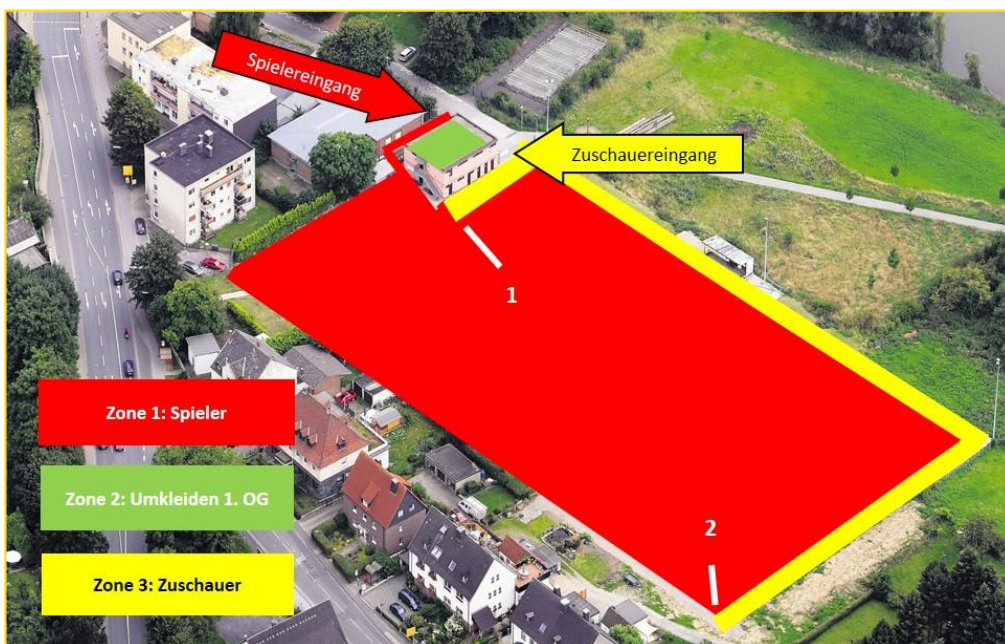 Spielereingang
Zuschauereingang
1
Zone 1: Spieler
Zone 2: Umkleiden 1. OG
2
Zone 3: Zuschauer